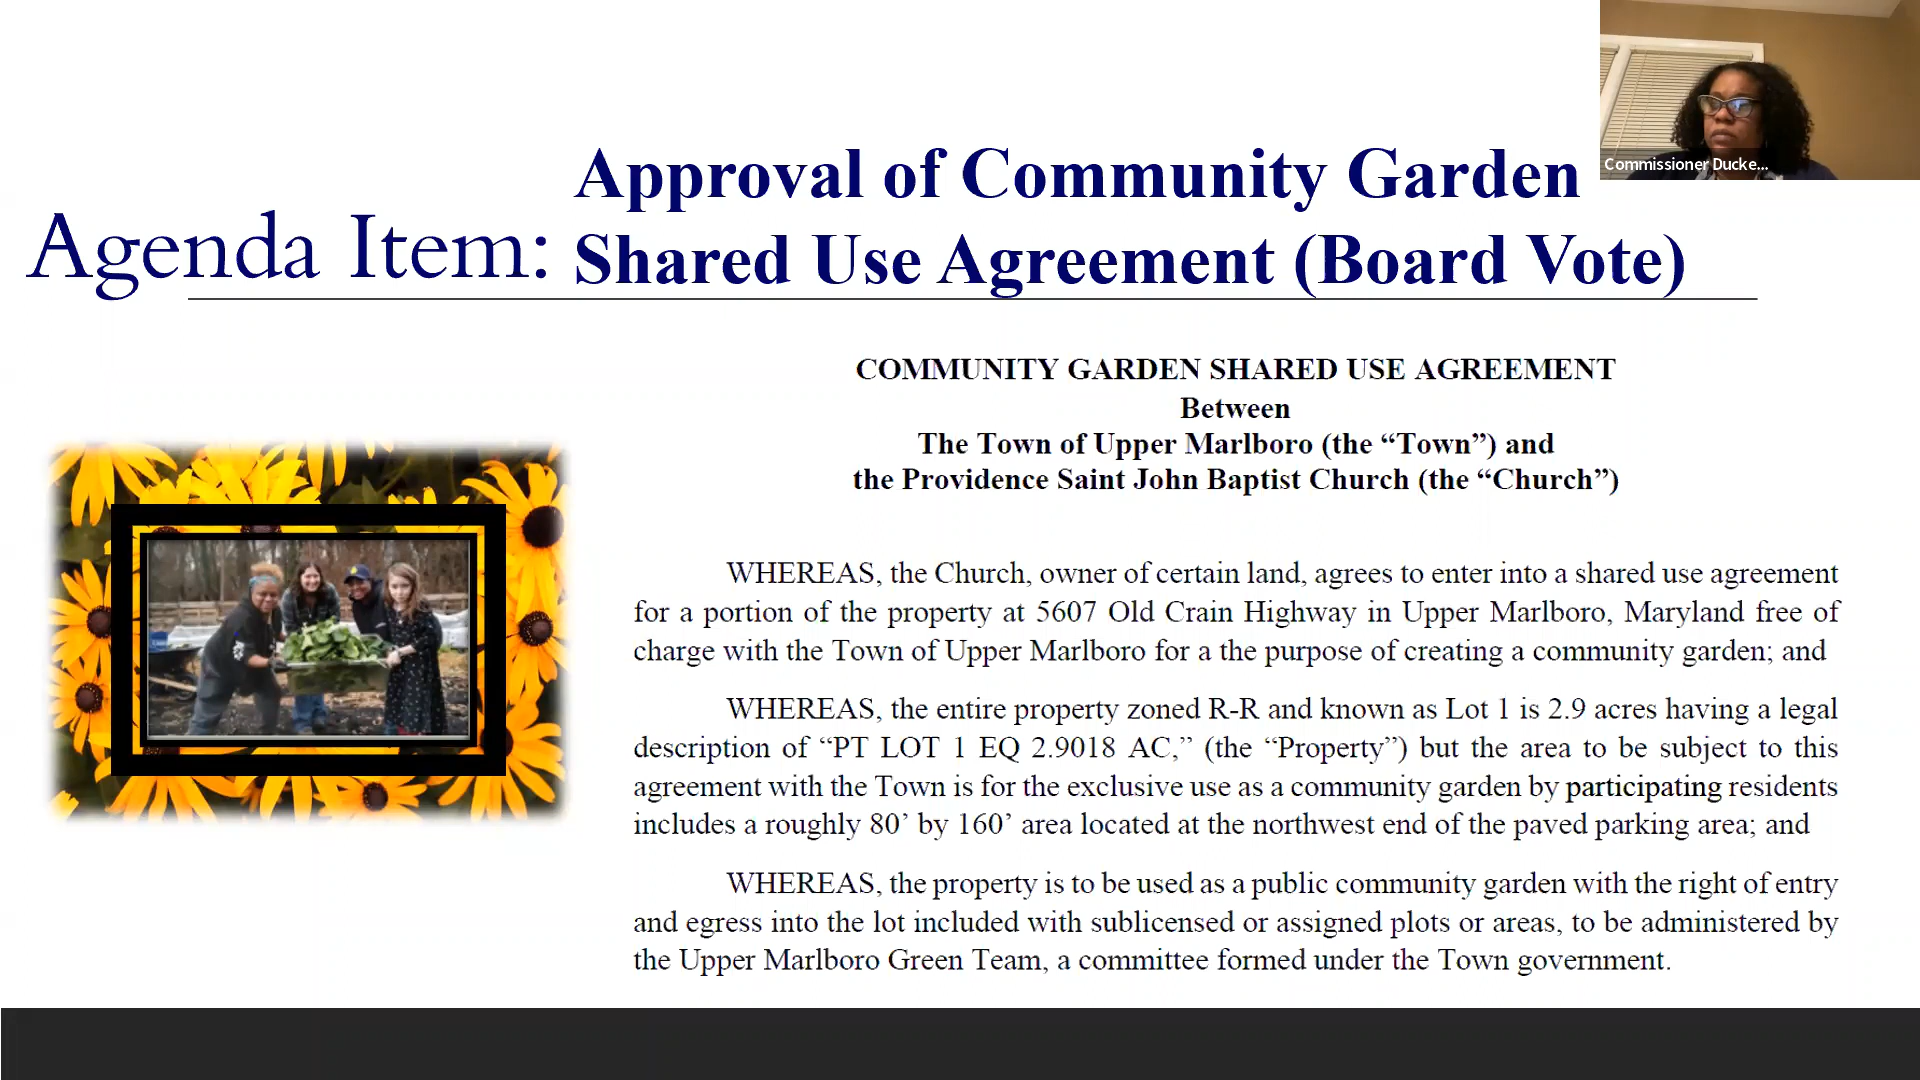 Commissioner Ducke...
Agenda Item:
Approval of Community Garden
Shared Use Agreement (Board Vote)
COMMUNITY GARDEN SHARED USE AGREEMENT
Between
The Town of Upper Marlboro (the “Town”) and
the Providence Saint John Baptist Church (the “Church”)
WHEREAS, the Church, owner of certain land, agrees to enter into a shared use agreement
for a portion of the property at 5607 Old Crain Highway in Upper Marlboro, Maryland free of
charge with the Town of Upper Marlboro for a the purpose of creating a community garden; and
WHEREAS, the entire property zoned R-R and known as Lot 1 is 2.9 acres having a legal
description of “PT LOT 1 EQ 2.9018 AC,” (the “Property”) but the area to be subject to this
agreement with the Town is for the exclusive use as a community garden by participating residents
includes a roughly 80’ by 160’ area located at the northwest end of the paved parking area; and
WHEREAS, the property is to be used as a public community garden with the right of entry
and egress into the lot included with sublicensed or assigned plots or areas, to be administered by
the Upper Marlboro Green Team, a committee formed under the Town government.